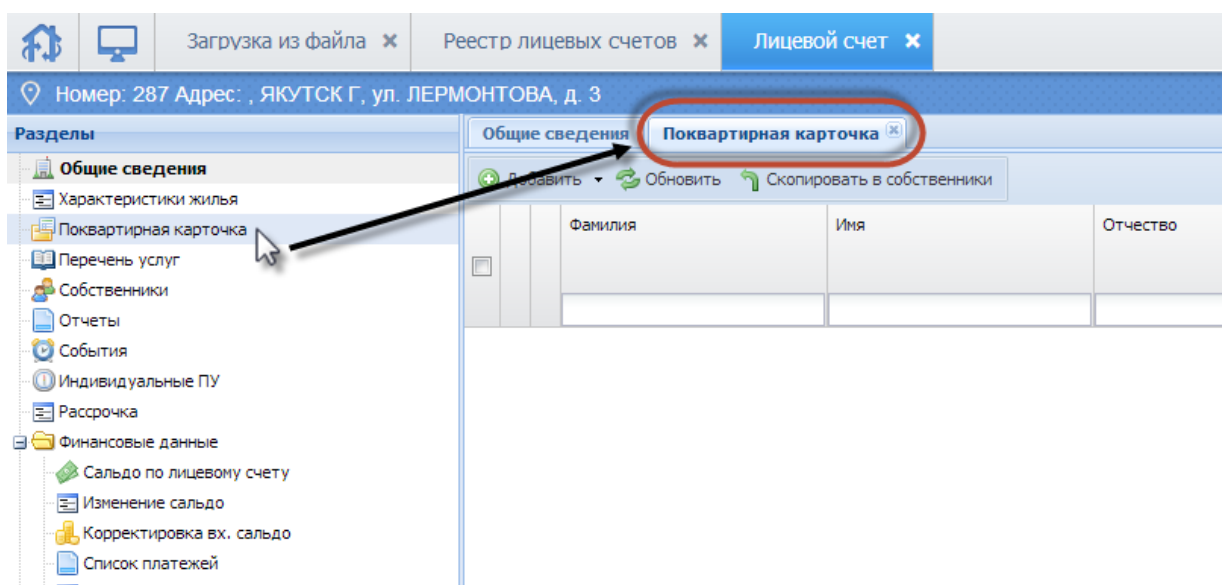 Загрузка из файла
Реестр лицевых счетов
Лицевой счет
Номер: 287 Адрес: , ЯКУТСК Г, ул. ЛЕРМОНТОВА, д. 3
Разделы
Общие сведения
Характеристики жилья
Поквартирная карточка
Перечень услуг
Собственники
Отчеты
События
Индивидуальные ПУ
Рассрочка
Финансовые данные
Сальдо по лицевому счету
Изменение сальдо
Корректировка вх. сальдо
Список платежей
Общие сведения
Поквартирная карточка
Добавить
Обновить
Скопировать в собственники
Фамилия
Имя
Отчество